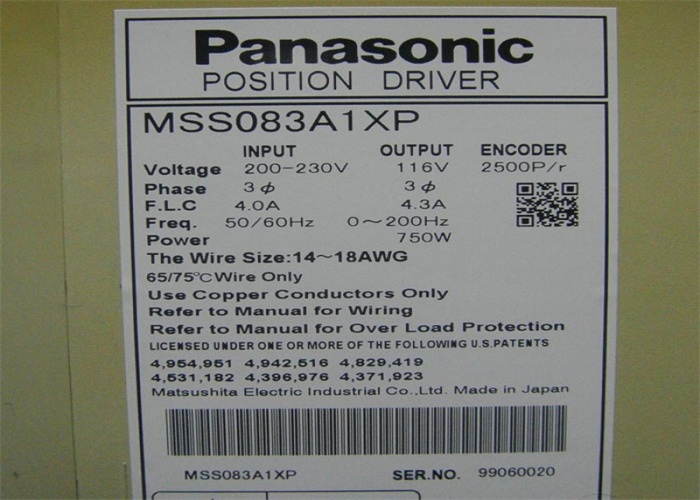 Panasonic
POSITION DRIVER
MSS083A1XP
INPUT OUTPUT ENCODER
Voltage 200-230V 116V 2500P/r
Phase 3ϕ 3ϕ
F.L.C 4.0A 4.3A
Freq. 50/60Hz 0~200Hz
Power 750W
The Wire Size:14~18AWG
65/75℃ Wire Only
Use Copper Conductors Only
Refer to Manual for Wiring
Refer to Manual for Over Load Protection
LICENSED UNDER ONE OR MORE OF THE FOLLOWING U.S.PATENTS
4,954,951 4,942,516 4,829,419
4,531,182 4,396,976 4,371,923
Matsushita Electric Industrial Co.,Ltd. Made in Japan
MSS083A1XP SER.NO. 99060020